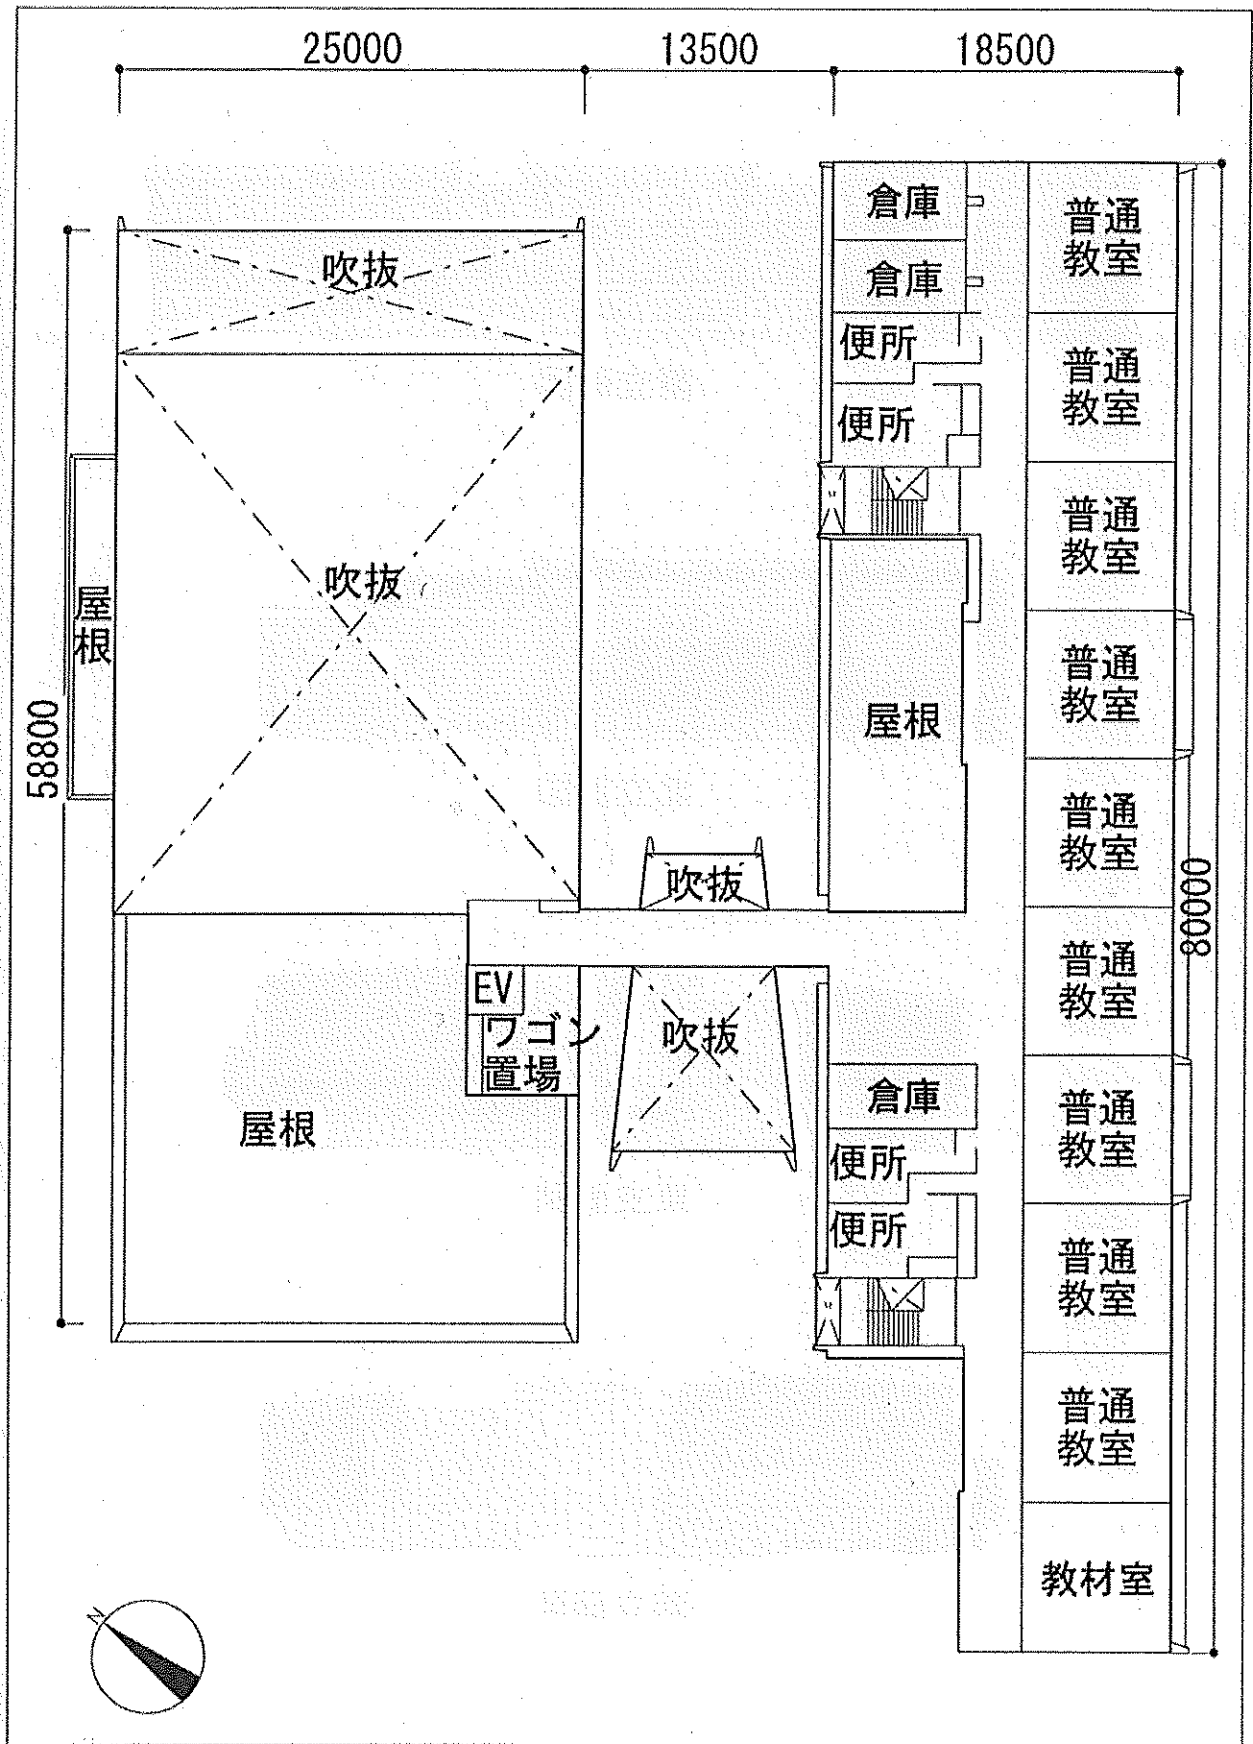 25000
13500
18500
倉庫
普通
教室
吹抜
倉庫
便所
普通
教室
便所
普通
教室
吹抜
屋根
普通
教室
屋根
58800
普通
教室
吹抜
80000
EV
ワゴン
置場
吹抜
普通
教室
倉庫
普通
教室
屋根
便所
便所
普通
教室
普通
教室
教材室
N